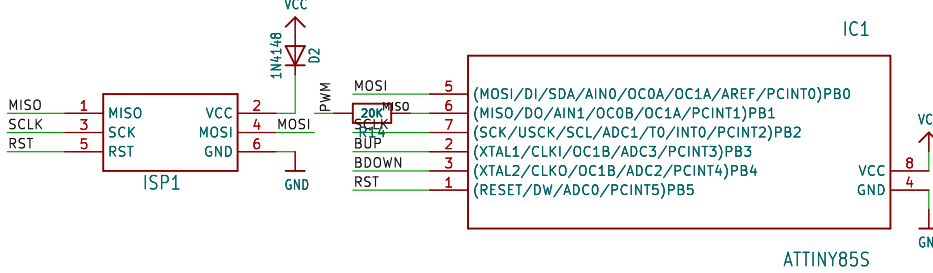 VCC
1N4148
D2
MISO 1 MISO VCC 2
SCLK 3 SCK MOSI 4 MOSI
RST 5 RST GND 6
ISP1
GND
PWM
20K
R14
MISO
IC1
MOSI 5 (MOSI/DI/SDA/AIN0/OC0A/OC1A/AREF/PCINT0)PB0
6 (MISO/DO/AIN1/OC0B/OC1A/PCINT1)PB1
SCLK 7 (SCK/USCK/SCL/ADC1/T0/INT0/PCINT2)PB2
BUP 2 (XTAL1/CLKI/OC1B/ADC3/PCINT3)PB3
BDOWN 3 (XTAL2/CLKO/OC1B/ADC2/PCINT4)PB4
RST 1 (RESET/DW/ADC0/PCINT5)PB5
VC
VCC 8
GND 4
GN
ATTINY85S